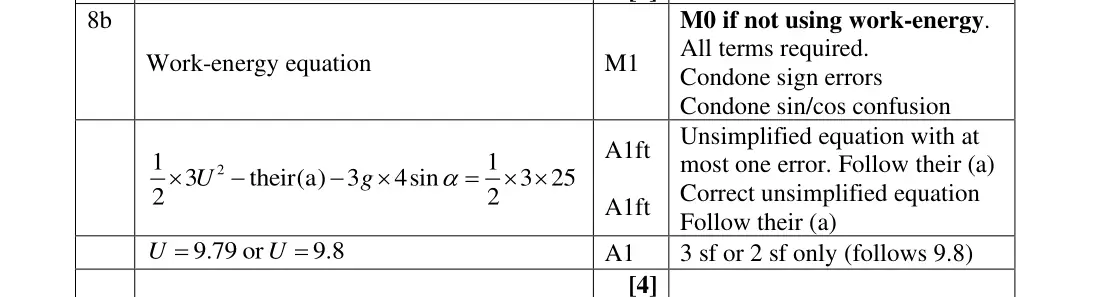 8b
Work-energy equation
M1
M0 if not using work-energy.
All terms required.
Condone sign errors
Condone sin/cos confusion
1/2 × 3U² − their(a) − 3g × 4 sin α = 1/2 × 3 × 25
A1ft
A1ft
Unsimplified equation with at
most one error. Follow their (a)
Correct unsimplified equation
Follow their (a)
U = 9.79 or U = 9.8
A1
3 sf or 2 sf only (follows 9.8)
[4]